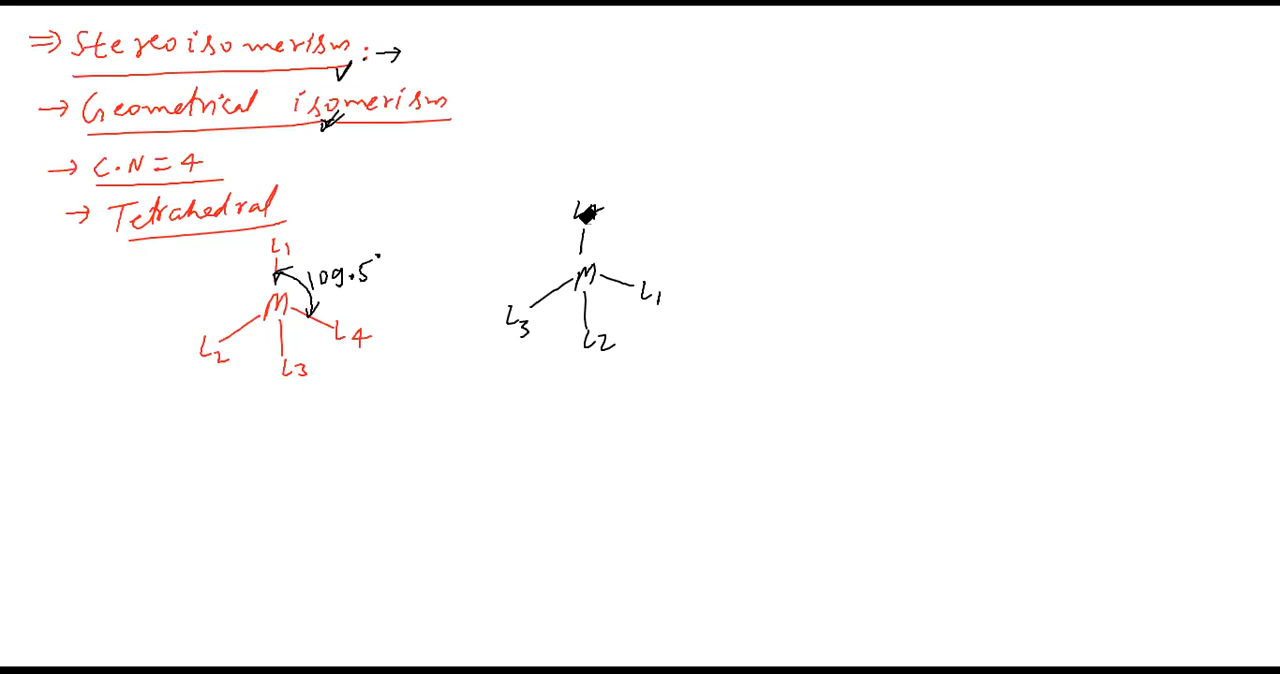 ⇒ Stereoisomerism :→
→ Geometrical isomerism
→ C.N = 4
→ Tetrahedral
L1
109.5°
M
L2
L3
L4
M
L1
L3
L2